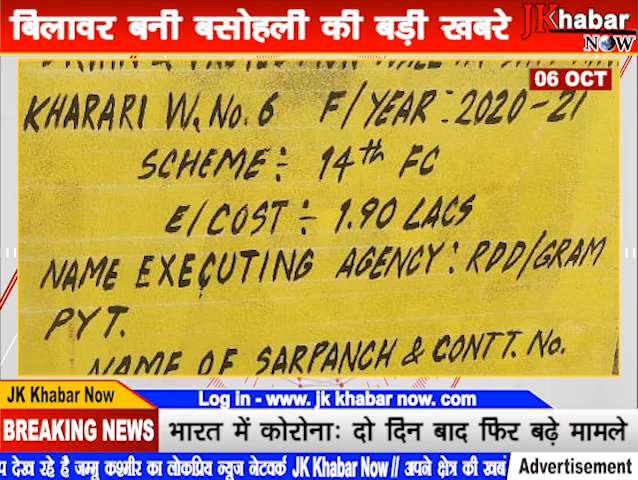 बिलावर बनी बसोहली की बड़ी खबरे
JKhabar NOW
06 OCT
KHARARI W. No. 6 F/YEAR: 2020-21
SCHEME:- 14th FC
E/COST:- 1.90 LACS
NAME EXECUTING AGENCY: RDD/GRAM
PYT.
NAME OF SARPANCH & CONTT. No.
JK Khabar Now
Log in - www. jk khabar now. com
BREAKING NEWS
भारत में कोरोनाः दो दिन बाद फिर बढ़े मामले
प देख रहे है जम्मू कश्मीर का लोकप्रिय न्यूज नेटवर्क JK Khabar Now // अपने क्षेत्र की खबं
Advertisement